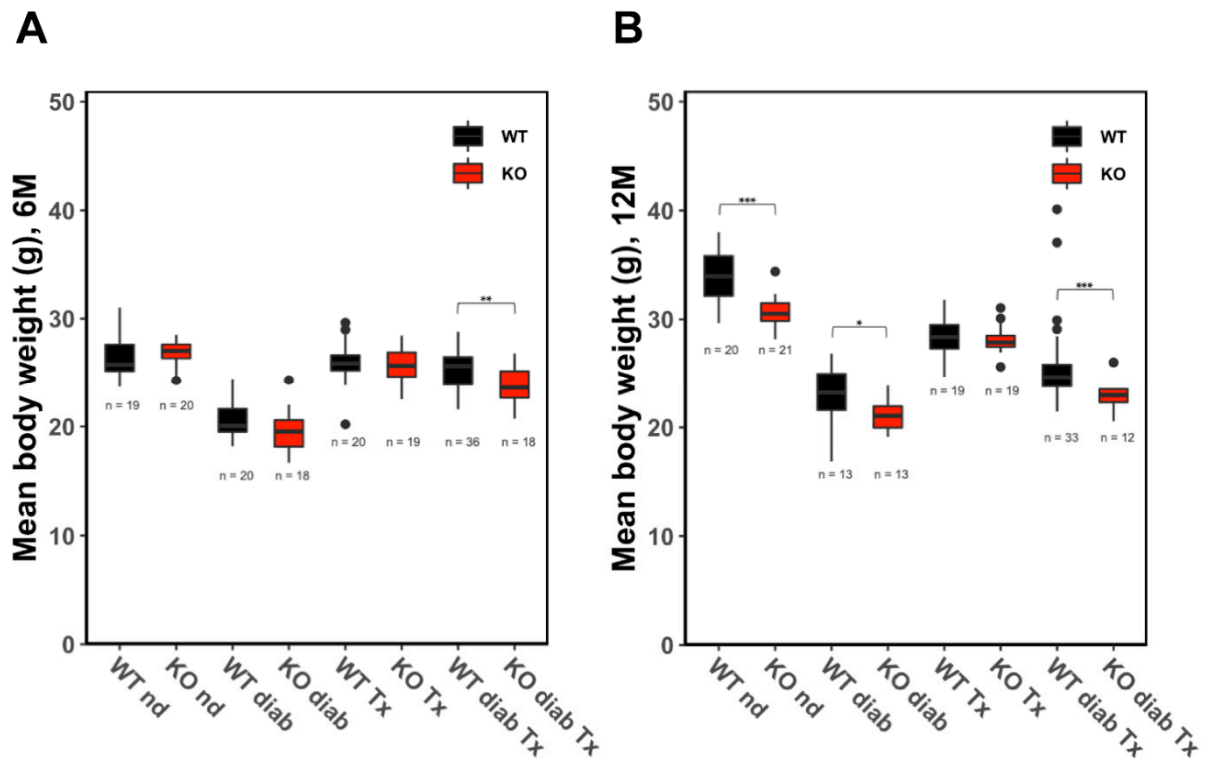 A
B
Mean body weight (g), 6M
50
40
30
20
10
0
WT
KO
**
n = 19
n = 20
n = 20
n = 18
n = 20
n = 19
n = 36
n = 18
WT nd
KO nd
WT diab
KO diab
WT Tx
KO Tx
WT diab Tx
KO diab Tx
Mean body weight (g), 12M
50
40
30
20
10
0
WT
KO
***
*
***
n = 20
n = 21
n = 13
n = 13
n = 19
n = 19
n = 33
n = 12
WT nd
KO nd
WT diab
KO diab
WT Tx
KO Tx
WT diab Tx
KO diab Tx